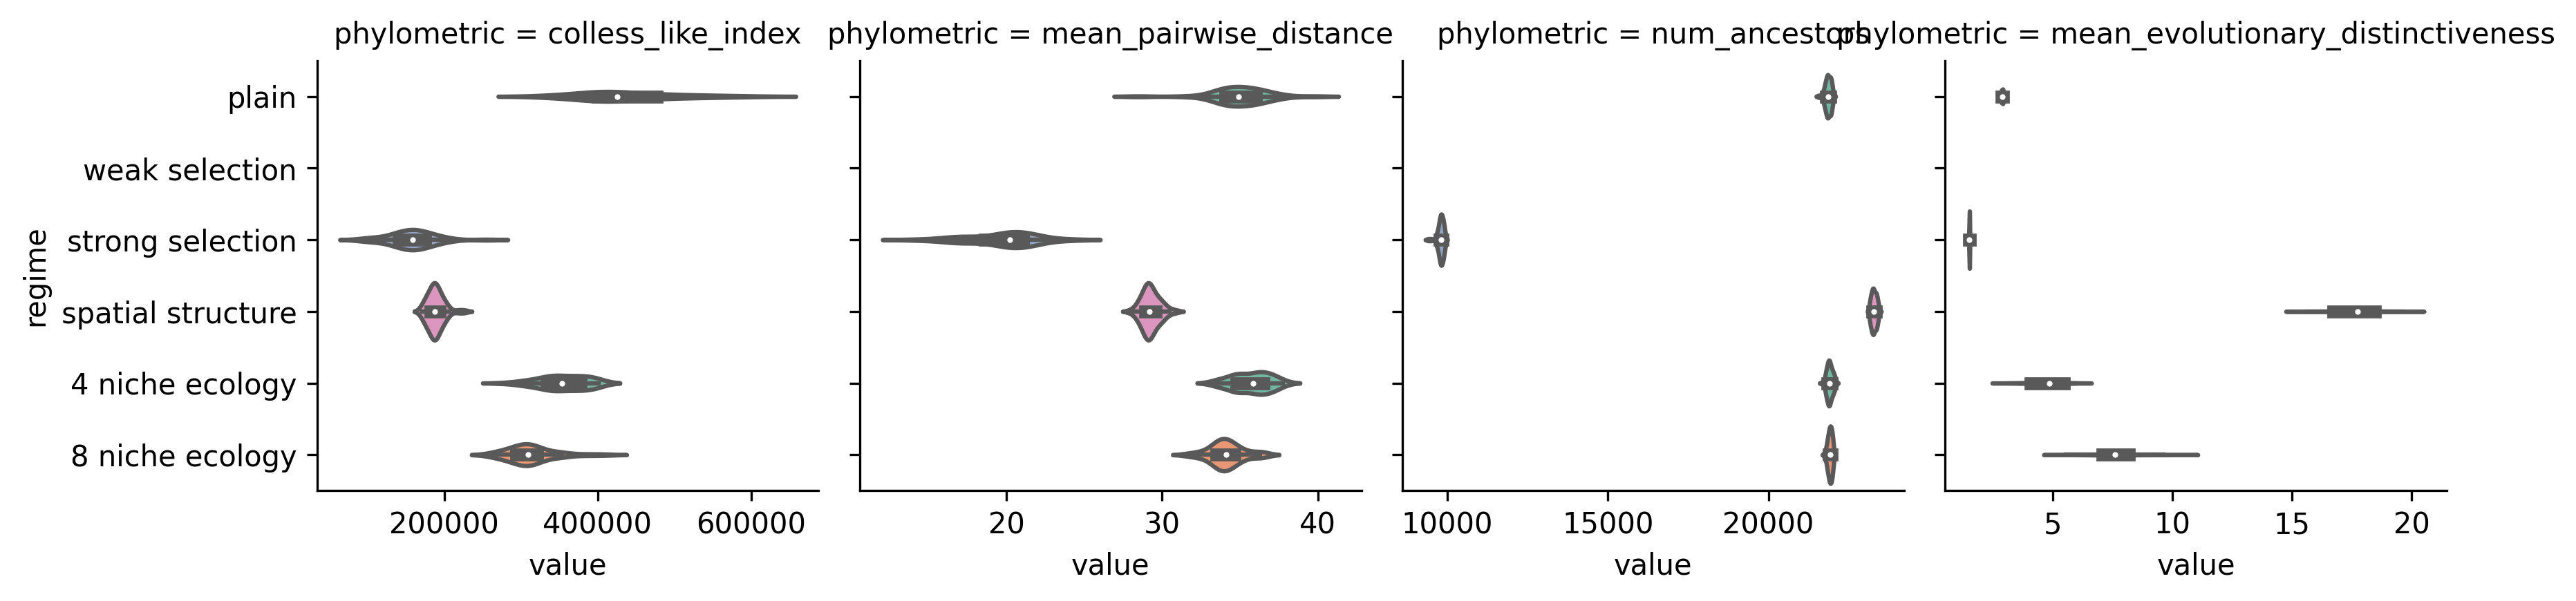 phylometric = colless_like_index
phylometric = mean_pairwise_distance
phylometric = num_ancestors
phylometric = mean_evolutionary_distinctiveness
regime
plain
weak selection
strong selection
spatial structure
4 niche ecology
8 niche ecology
200000 400000 600000
20 30 40
10000 15000 20000
5 10 15 20
value
value
value
value